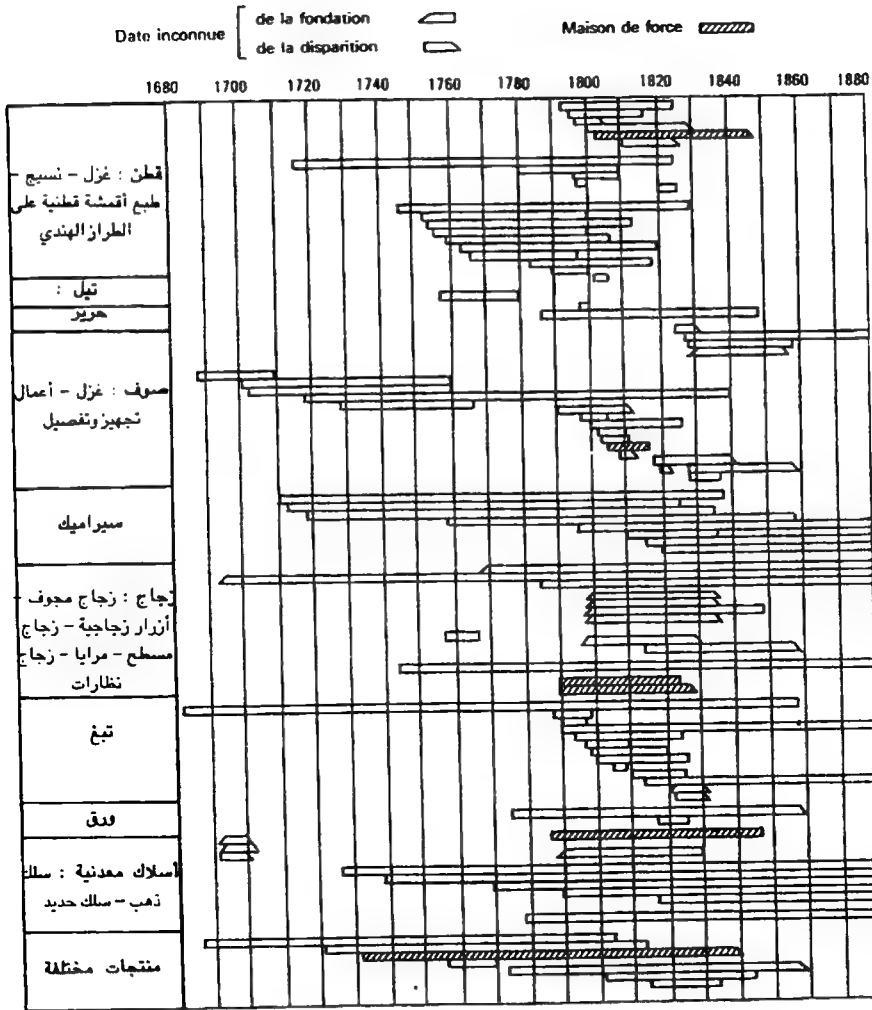 Date inconnue
de la fondation
de la disparition
Maison de force
1680 1700 1720 1740 1760 1780 1800 1820 1840 1860 1880
قطن : غزل - نسيج -
طبع أقمشة قطنية على
الطراز الهندي
تيل :
حرير
صوف : غزل - أعمال
تجهيز وتفصيل
سيراميك
زجاج : زجاج مجوف -
أزرار زجاجية - زجاج
مسطح - مرايا - زجاج
نظارات
تبغ
ورق
أسلاك معدنية : سلك
ذهب - سلك حديد
منتجات مختلفة